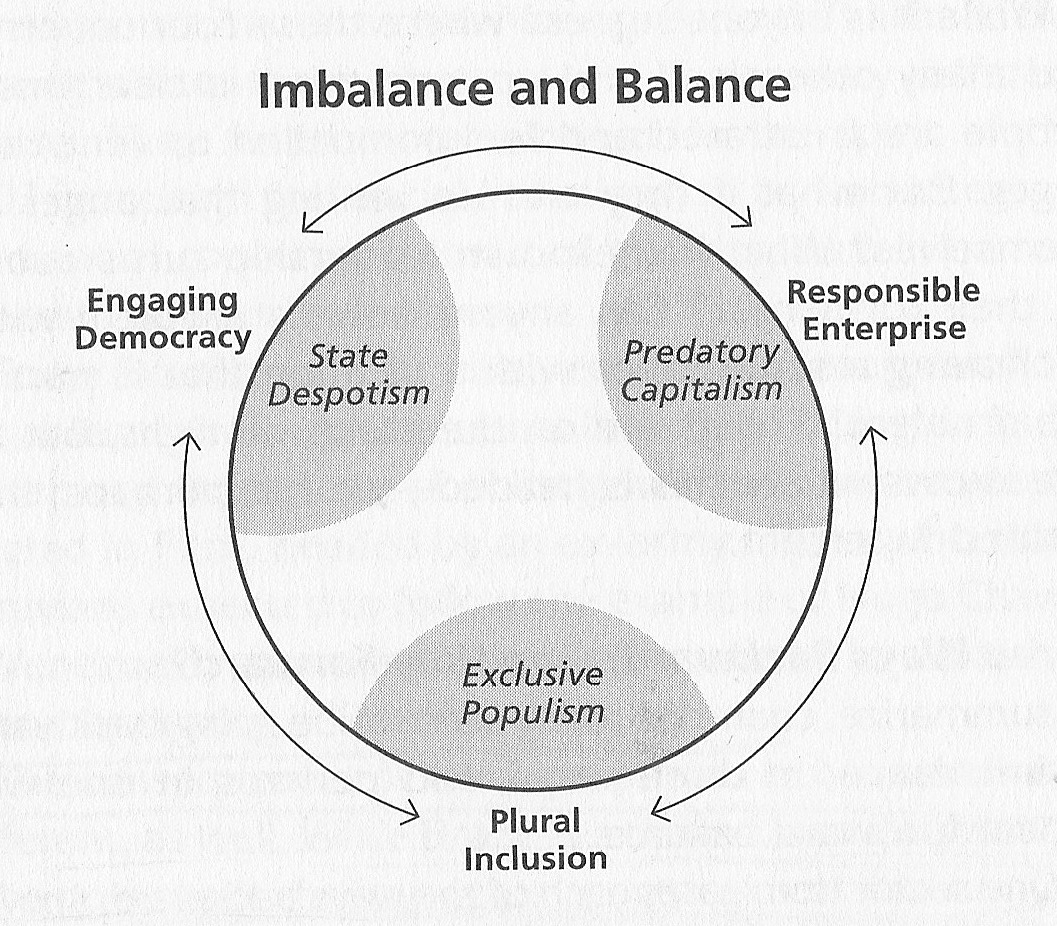 Imbalance and Balance
Engaging
Democracy
Responsible
Enterprise
State
Despotism
Predatory
Capitalism
Exclusive
Populism
Plural
Inclusion